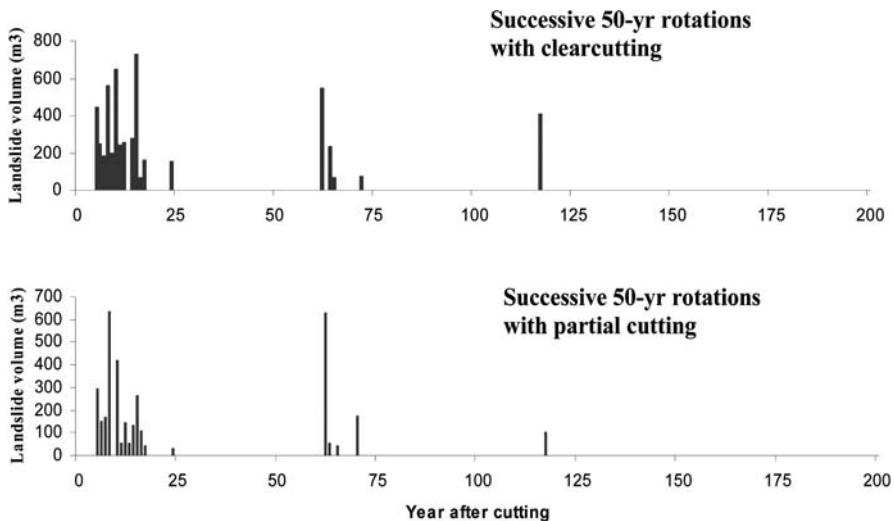 Successive 50-yr rotations
with clearcutting
Landslide volume (m3)
800
600
400
200
0
0 25 50 75 100 125 150 175 200
Successive 50-yr rotations
with partial cutting
Landslide volume (m3)
700
600
500
400
300
200
100
0
0 25 50 75 100 125 150 175 200
Year after cutting